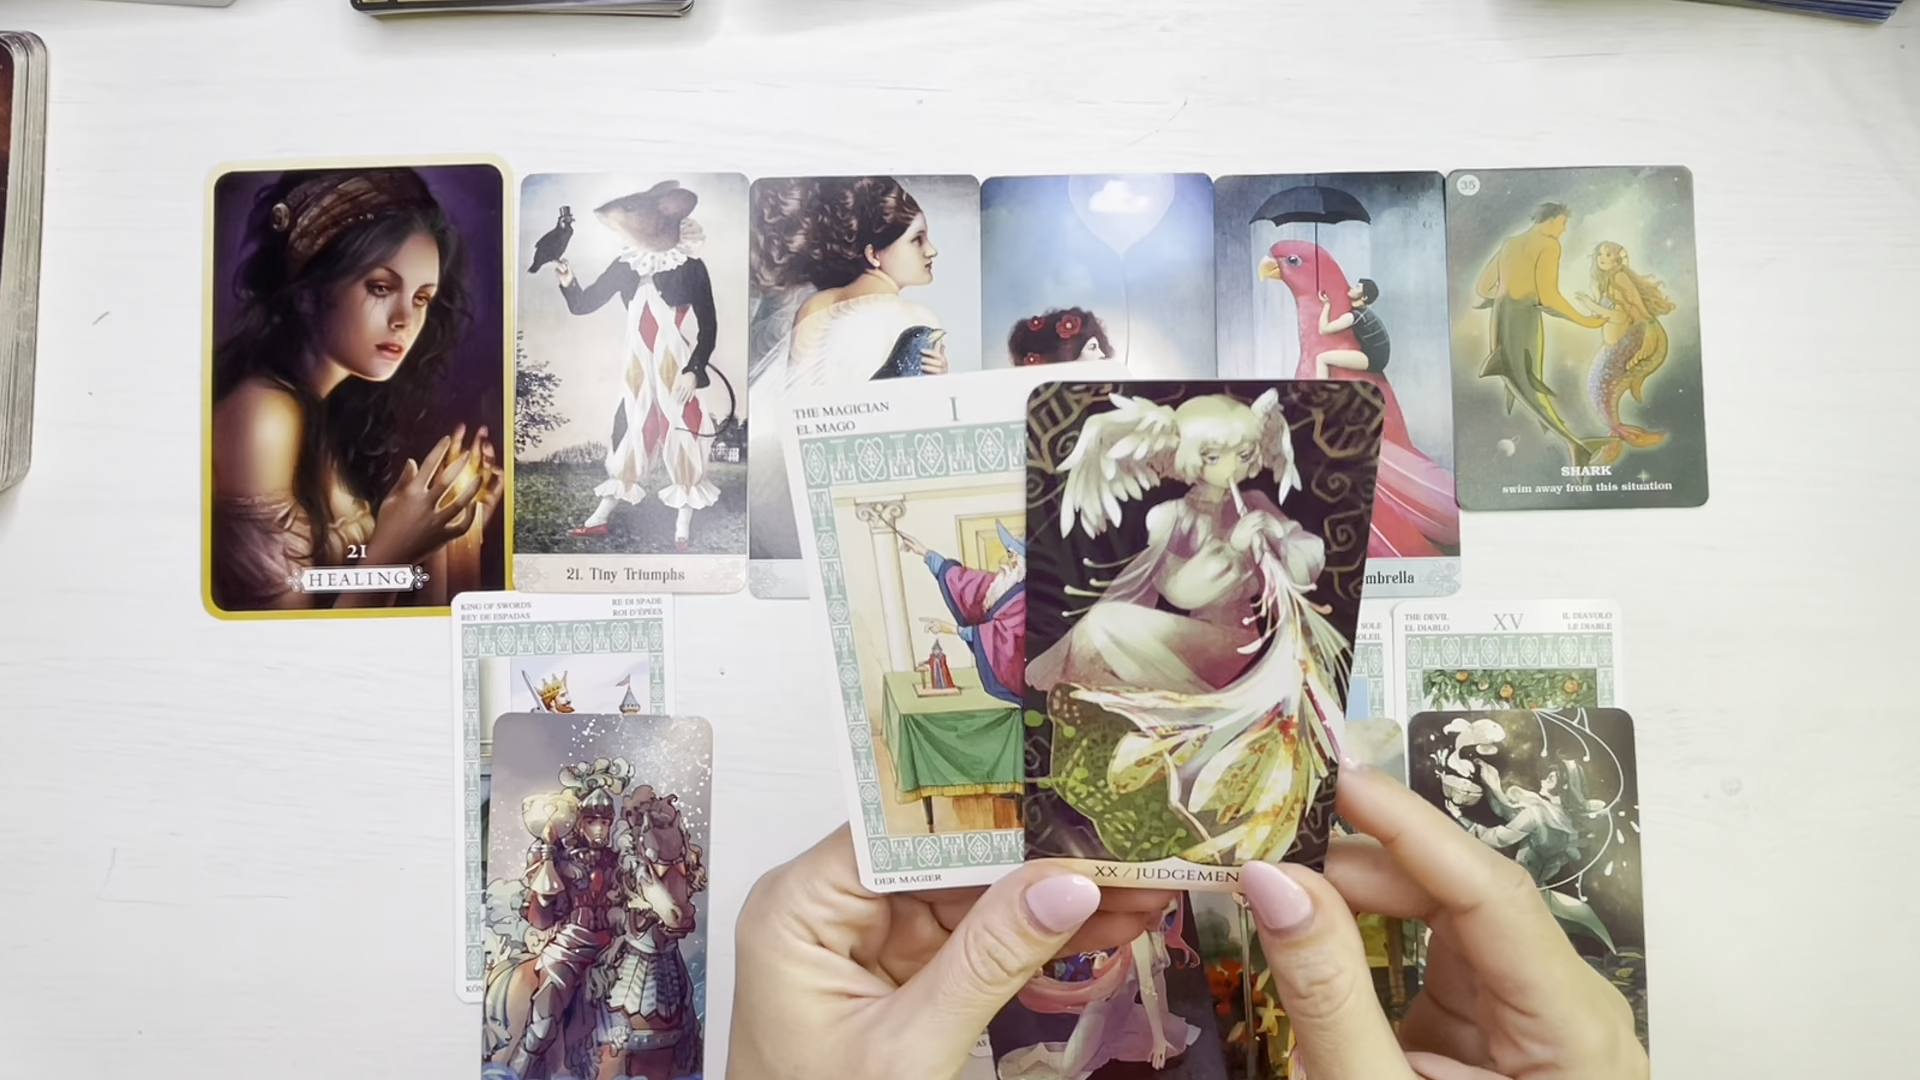 35
SHARK
swim away from this situation
21
HEALING
21. Tiny Triumphs
mbrella
THE MAGICIAN
EL MAGO
I
DER MAGIER
XX / JUDGEMEN
KING OF SWORDS
REY DE ESPADAS
RE DI SPADE
ROI D'ÉPÉES
KÖN
SOLE
OLEIL
THE DEVIL
EL DIABLO
XV
IL DIAVOLO
LE DIABLE